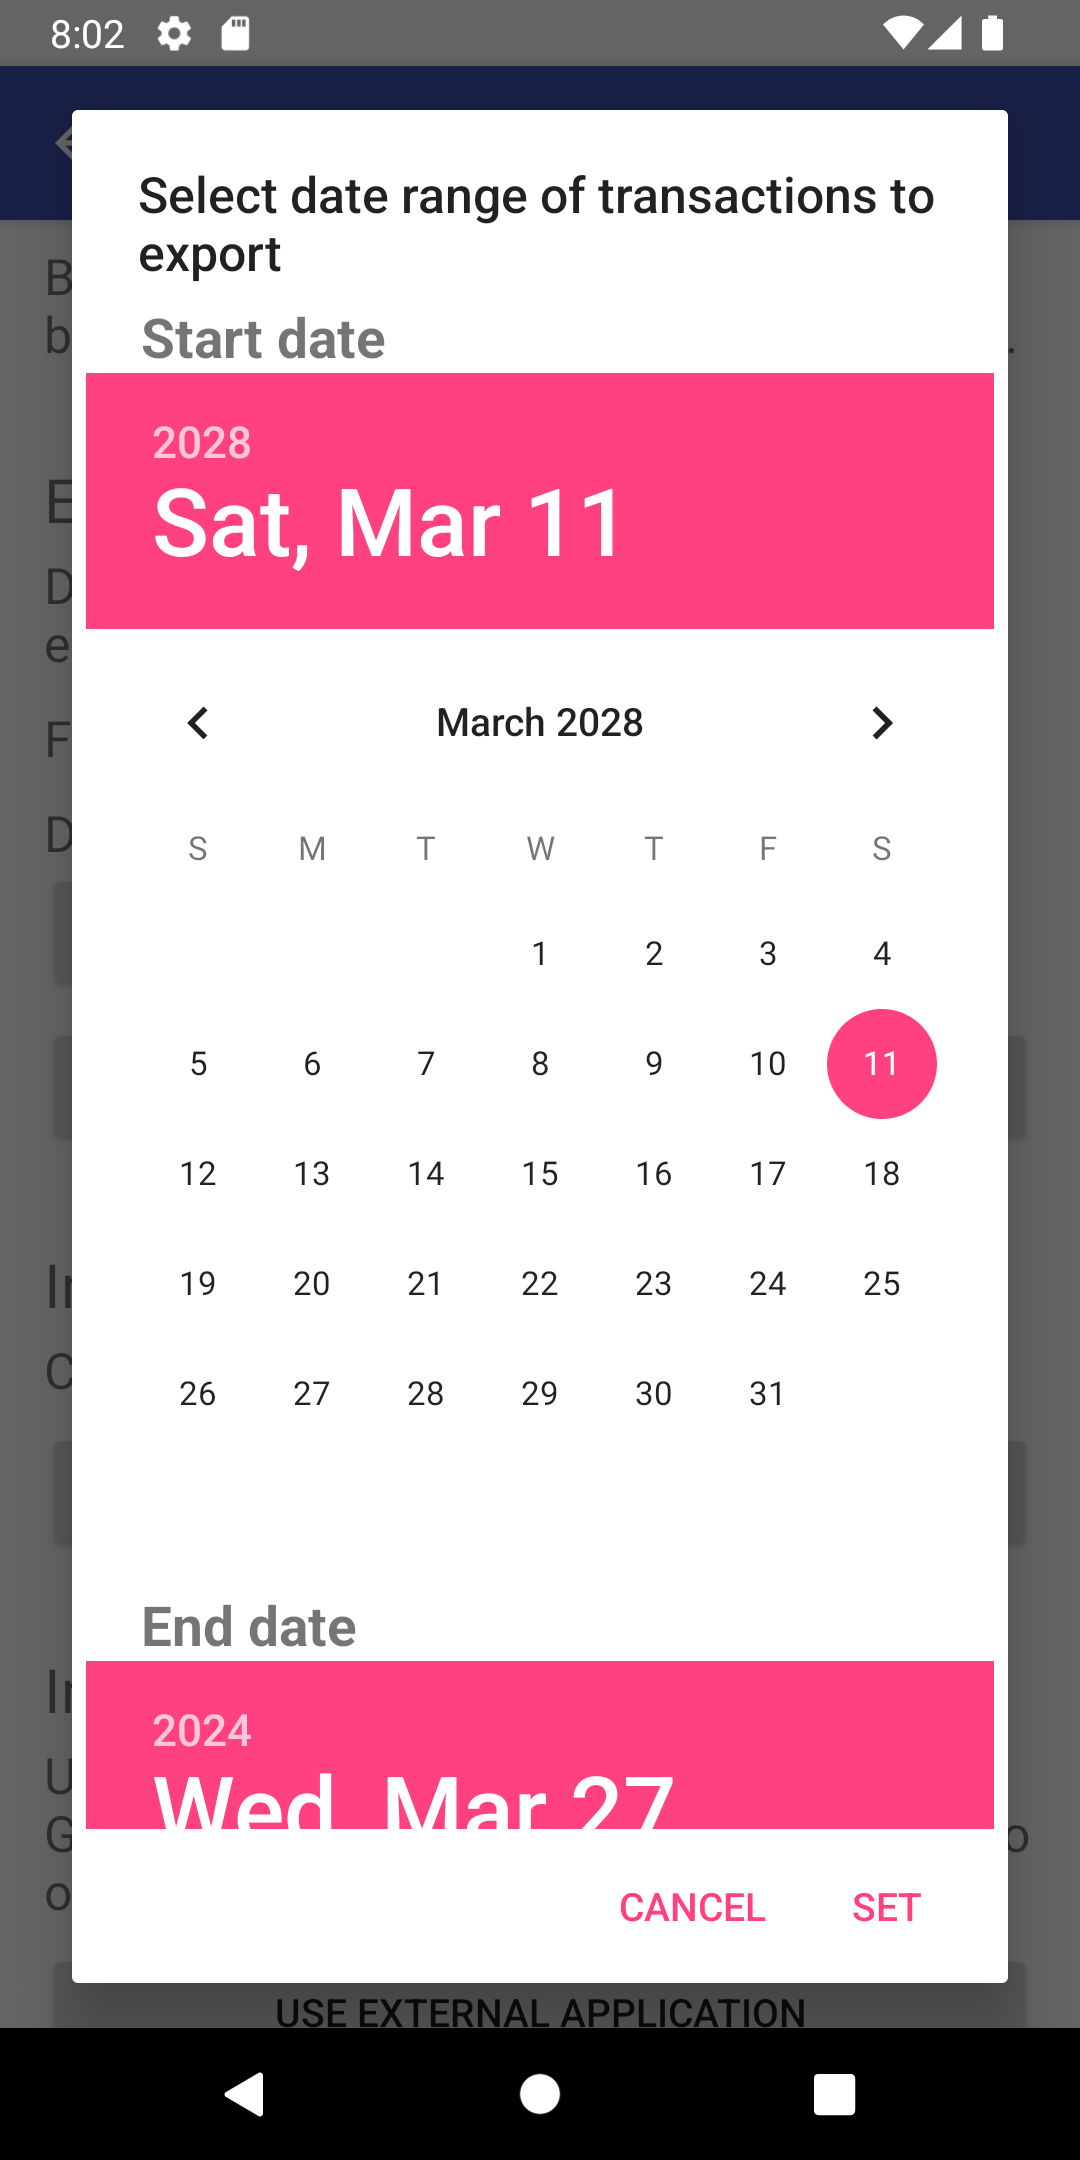 8:02
Select date range of transactions to
export
Start date
2028
Sat, Mar 11
March 2028
S M T W T F S
1 2 3 4
5 6 7 8 9 10 11
12 13 14 15 16 17 18
19 20 21 22 23 24 25
26 27 28 29 30 31
End date
2024
Wed, Mar 27
CANCEL SET
USE EXTERNAL APPLICATION